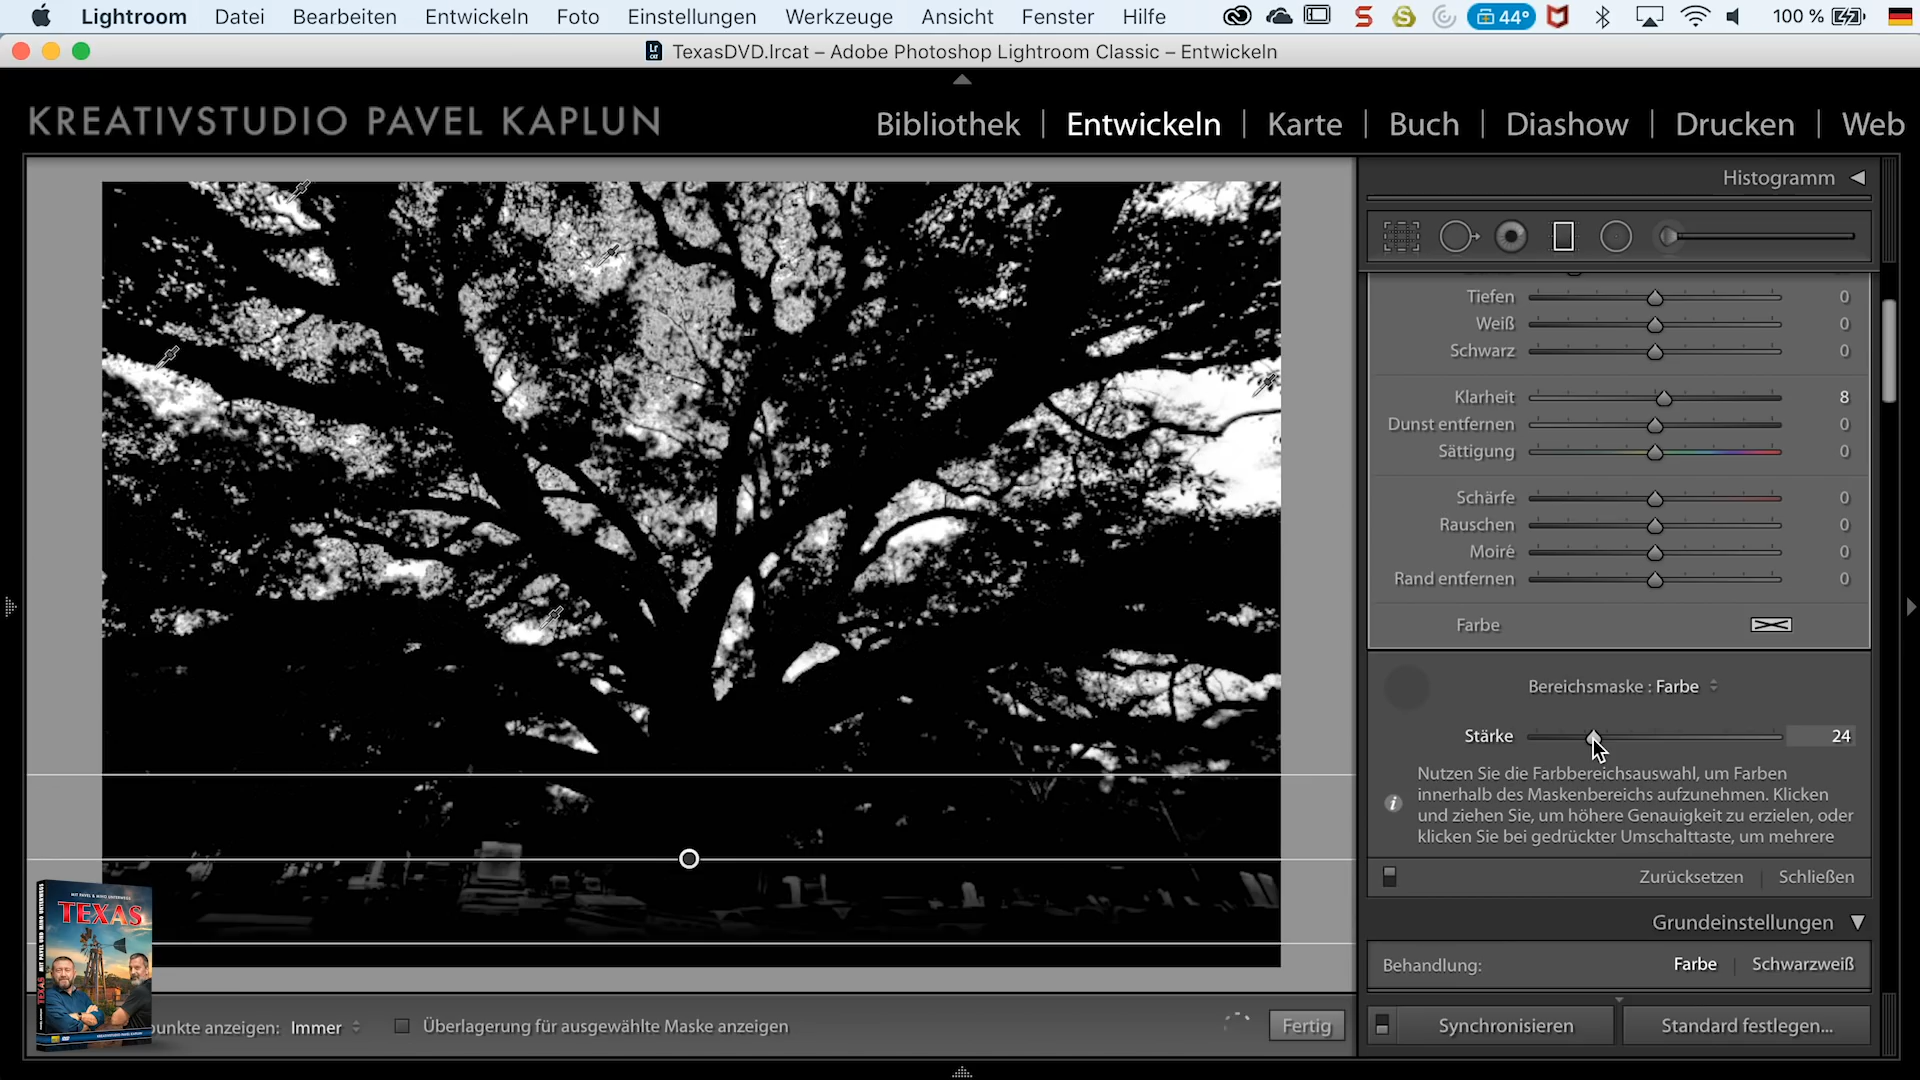 Lightroom Datei Bearbeiten Entwickeln Foto Einstellungen Werkzeuge Ansicht Fenster Hilfe 44° 100 %
TexasDVD.lrcat – Adobe Photoshop Lightroom Classic – Entwickeln
KREATIVSTUDIO PAVEL KAPLUN
Bibliothek | Entwickeln | Karte | Buch | Diashow | Drucken | Web
Histogramm
Tiefen 0
Weiß 0
Schwarz 0
Klarheit 8
Dunst entfernen 0
Sättigung 0
Schärfe 0
Rauschen 0
Moiré 0
Rand entfernen 0
Farbe
Bereichsmaske : Farbe
Stärke 24
Nutzen Sie die Farbbereichsauswahl, um Farben
innerhalb des Maskenbereichs aufzunehmen. Klicken
und ziehen Sie, um höhere Genauigkeit zu erzielen, oder
klicken Sie bei gedrückter Umschalttaste, um mehrere
Zurücksetzen Schließen
Grundeinstellungen
Behandlung: Farbe Schwarzweiß
TEXAS
punkte anzeigen: Immer Überlagerung für ausgewählte Maske anzeigen Fertig
Synchronisieren Standard festlegen...